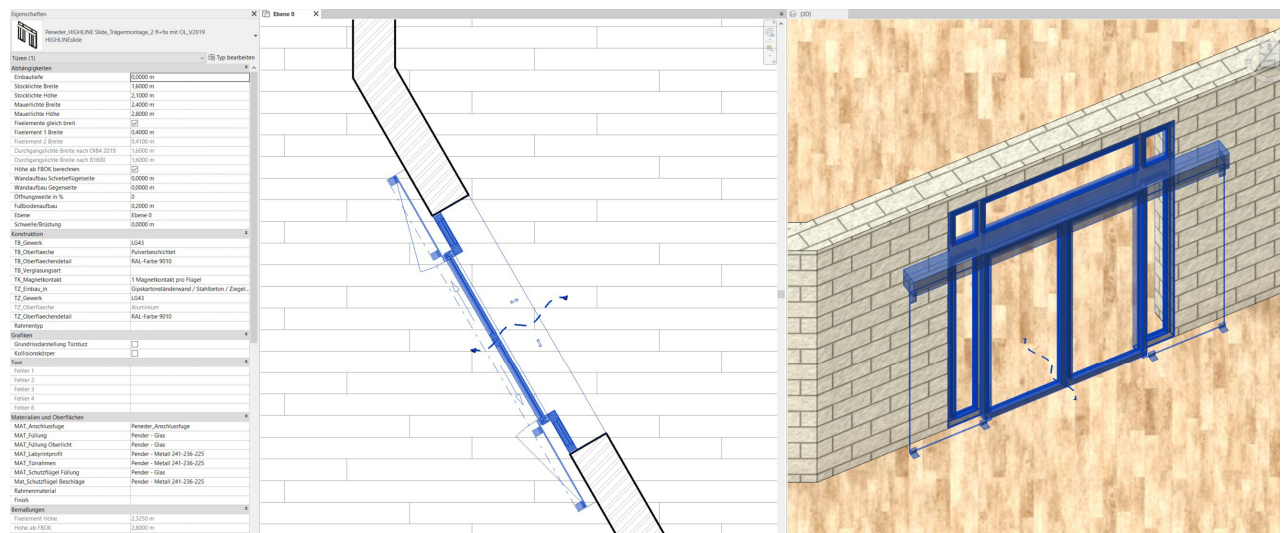 Eigenschaften
Peneder_HIGHLINE Slide_Trägermontage_2 fl+fix mit OL_V2019
HIGHLINEslide
Türen (1)
Typ bearbeiten
Abhängigkeiten
Einbautiefe 0,0000 m
Stocklichte Breite 1,6000 m
Stocklichte Höhe 2,1000 m
Mauerlichte Breite 2,4000 m
Mauerlichte Höhe 2,8000 m
Fixelemente gleich breit
Fixelement 1 Breite 0,4000 m
Fixelement 2 Breite 0,4100 m
Durchgangslichte Breite nach OIB4 2019 1,6000 m
Durchgangslichte Breite nach B1600 1,6000 m
Höhe ab FBOK berechnen
Wandaufbau Schiebeflügelseite 0,0000 m
Wandaufbau Gegenseite 0,0000 m
Öffnungsweite in % 0
Fußbodenaufbau 0,2000 m
Ebene Ebene 0
Schwelle/Brüstung 0,0000 m
Konstruktion
TB_Gewerk LG43
TB_Oberflaeche Pulverbeschichtet
TB_Oberflaechendetail RAL-Farbe 9010
TB_Verglasungsart
TK_Magnetkontakt 1 Magnetkontakt pro Flügel
TZ_Einbau_in Gipskartonständerwand / Stahlbeton / Ziegel...
TZ_Gewerk LG43
TZ_Oberflaeche Aluminium
TZ_Oberflaechendetail RAL-Farbe 9010
Rahmentyp
Grafiken
Grundrissdarstellung Türsturz
Kollisionskörper
Text
Fehler 1
Fehler 2
Fehler 3
Fehler 4
Fehler 6
Materialien und Oberflächen
MAT_Anschlussfuge Peneder_Anschlussfuge
MAT_Füllung Pender - Glas
MAT_Füllung Oberlicht Pender - Glas
MAT_Labyrintprofil Pender - Metall 241-236-225
MAT_Türrahmen Pender - Metall 241-236-225
MAT_Schutzflügel Füllung Pender - Glas
Mat_Schutzflügel Beschläge Pender - Metall 241-236-225
Rahmenmaterial
Finish
Bemaßungen
Fixelement Höhe 2,3250 m
Höhe ab FBOK 2,8000 m
Ebene 0
{3D}